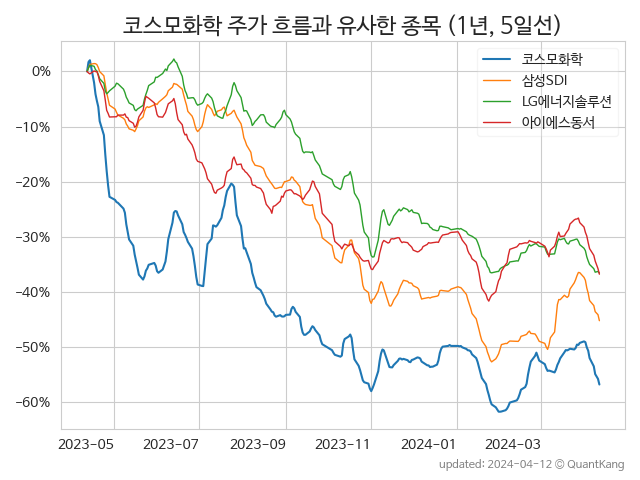 코스모화학 주가 흐름과 유사한 종목 (1년, 5일선)
코스모화학
삼성SDI
LG에너지솔루션
아이에스동서
0%
−10%
−20%
−30%
−40%
−50%
−60%
2023-05 2023-07 2023-09 2023-11 2024-01 2024-03
updated: 2024-04-12 © QuantKang